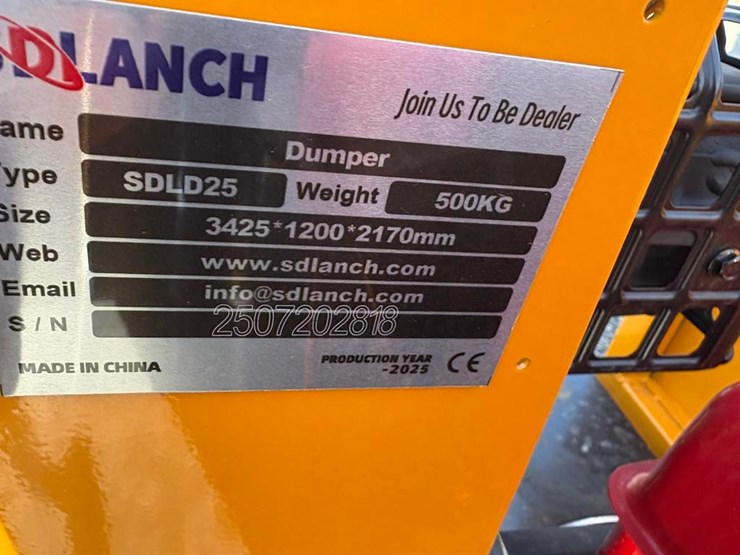 SDLANCH
Join Us To Be Dealer
ame Dumper
ype SDLD25 Weight 500KG
Size 3425*1200*2170mm
Web www.sdlanch.com
Email info@sdlanch.com
S / N 2507202818
MADE IN CHINA PRODUCTION YEAR
-2025 CE